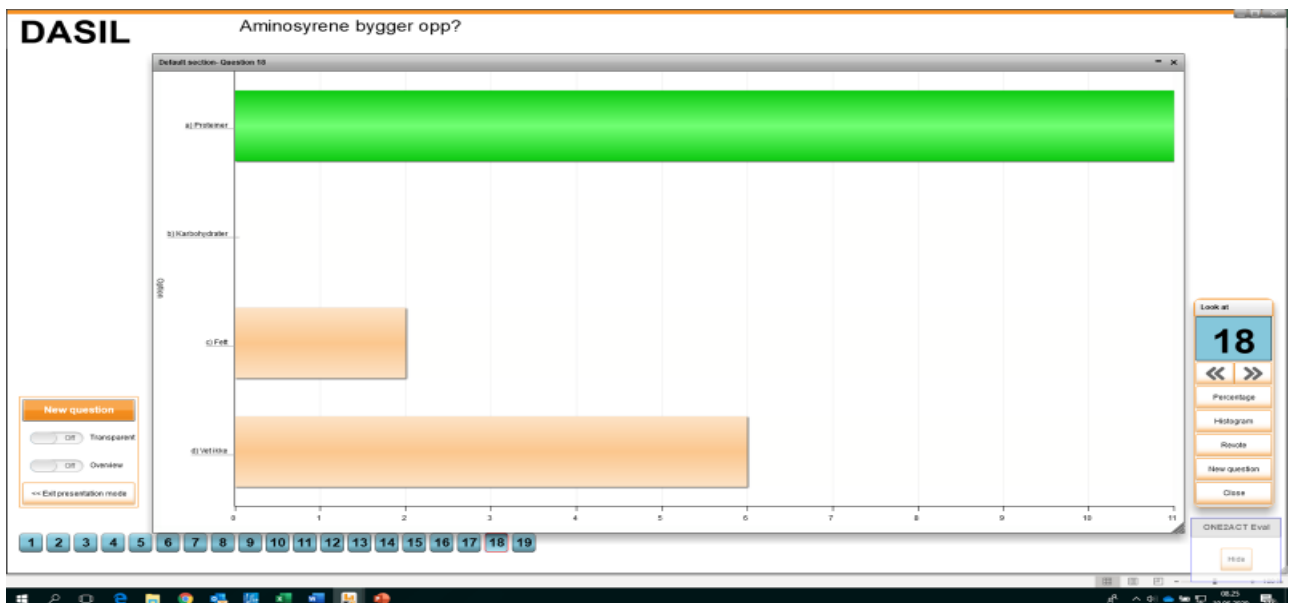 DASIL
Aminosyrene bygger opp?
Default section- Question 18
a) Proteiner
b) Karbohydrater
c) Fett
d) Vet ikke
0 1 2 3 4 5 6 7 8 9 10 11
New question
Off Transparent
Off Overview
<< Exit presentation mode
Look at
18
Percentage
Histogram
Revote
New question
Close
ONE2ACT Eval
Hide
1 2 3 4 5 6 7 8 9 10 11 12 13 14 15 16 17 18 19
08.25